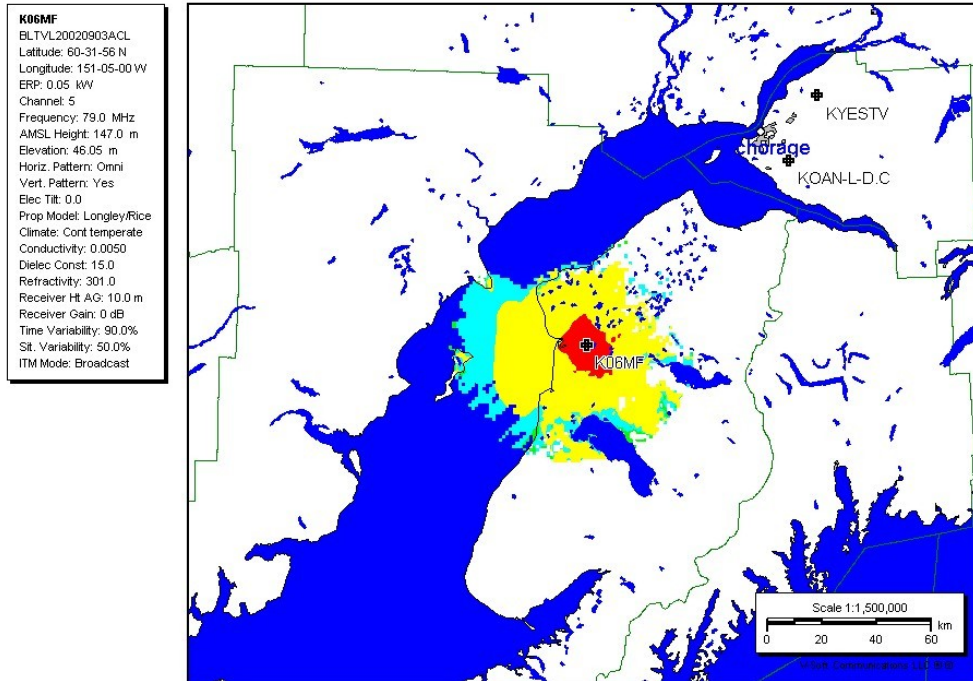 K06MF
BLTVL20020903ACL
Latitude: 60-31-56 N
Longitude: 151-05-00 W
ERP: 0.05 kW
Channel: 5
Frequency: 79.0 MHz
AMSL Height: 147.0 m
Elevation: 46.05 m
Horiz. Pattern: Omni
Vert. Pattern: Yes
Elec Tilt: 0.0
Prop Model: Longley/Rice
Climate: Cont temperate
Conductivity: 0.0050
Dielec Const: 15.0
Refractivity: 301.0
Receiver Ht AG: 10.0 m
Receiver Gain: 0 dB
Time Variability: 90.0%
Sit. Variability: 50.0%
ITM Mode: Broadcast
KYESTV
chorage
KOAN-L-D.C
K06MF
Scale 1:1,500,000
0 20 40 60 km